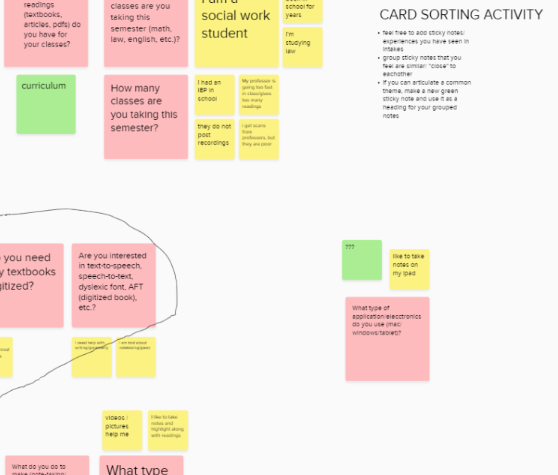 readings
(textbooks,
articles, pdfs) do
you have for
your classes?
classes are you
taking this
semester (math,
law, english, etc.)?
I am a
social work
student
school for
years
I'm
studying
law
CARD SORTING ACTIVITY
• feel free to add sticky notes/
experiences you have seen in
intakes
• group sticky notes that you
feel are similar/ "close" to
eachother
• if you can articulate a common
theme, make a new green
sticky note and use it as a
heading for your grouped
notes
curriculum
How many
classes are
you taking this
semester?
I had an
IEP in
school
My professor is
going too fast
in class/gives
too many
readings
they do not
post
recordings
i get scans
from
professors, but
they are poor
you need
textbooks
gitized?
Are you interested
in text-to-speech,
speech-to-text,
dyslexic font, AFT
(digitized book),
etc.?
???
like to take
notes on
my ipad
What type of
application/elecctronics
do you use (mac/
windows/tablet)?
i need help with
videos /
pictures
help me
I like to take
notes and
highlight along
with readings
What do you do to
What type